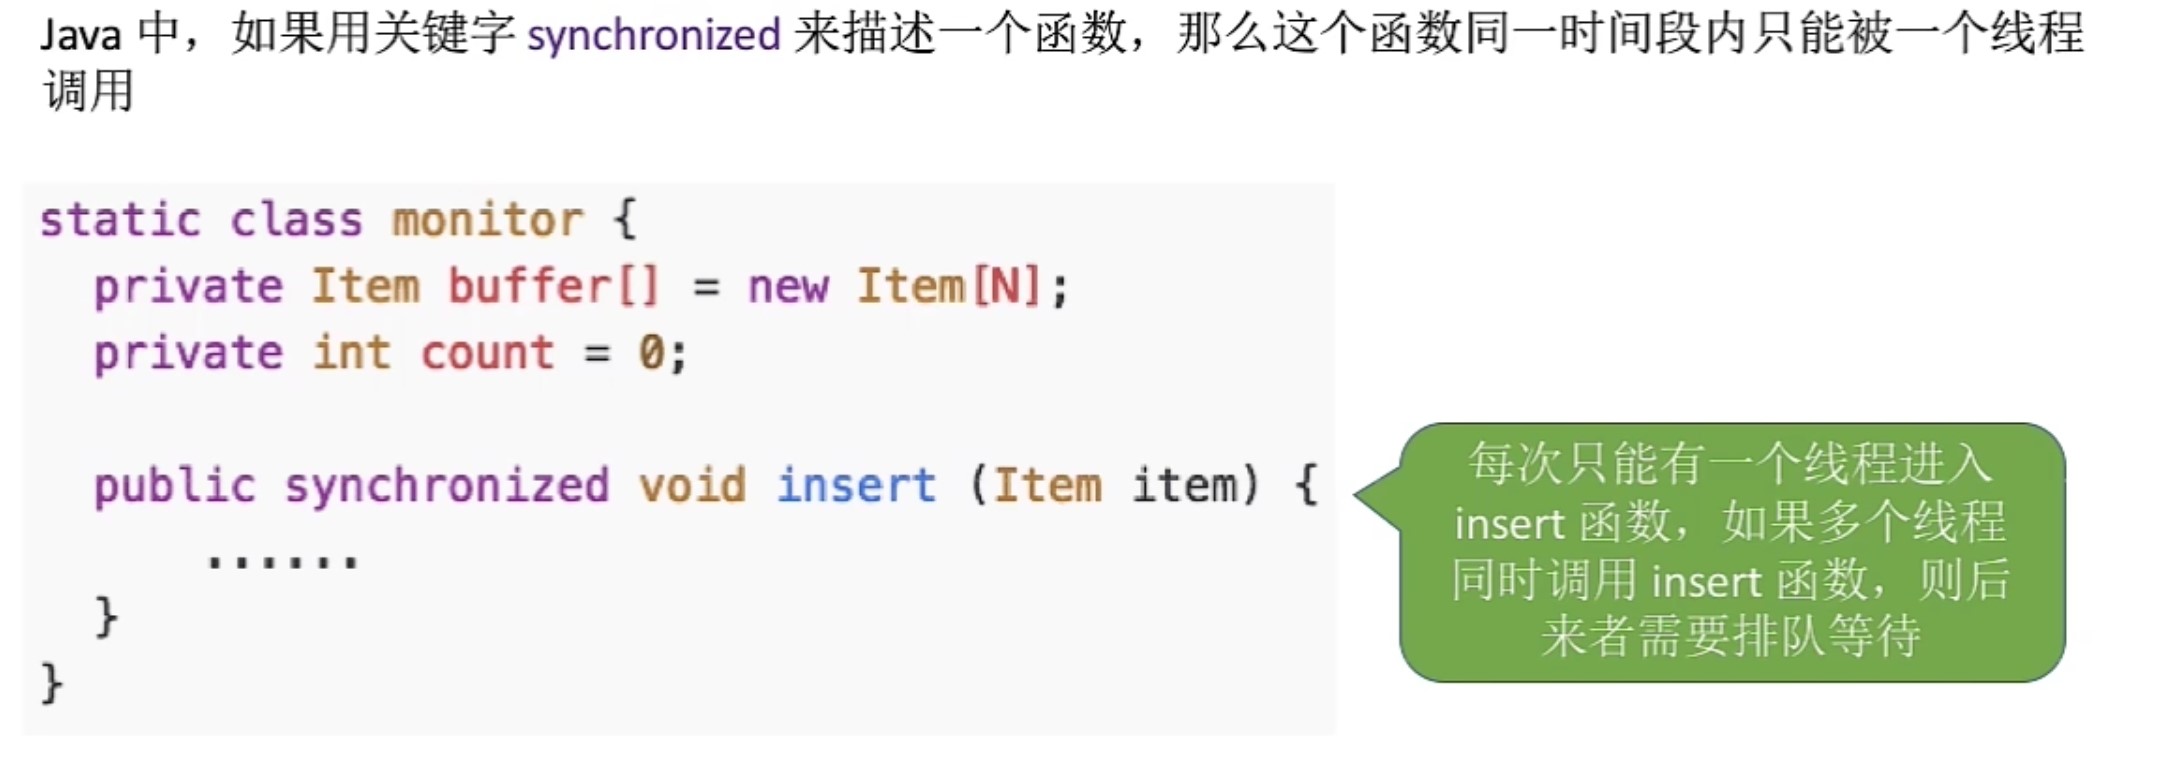 Java 中，如果用关键字 synchronized 来描述一个函数，那么这个函数同一时间段内只能被一个线程
调用
static class monitor {
  private Item buffer[] = new Item[N];
  private int count = 0;
  public synchronized void insert (Item item) {
      ......
  }
}
每次只能有一个线程进入
insert 函数，如果多个线程
同时调用 insert 函数，则后
来者需要排队等待